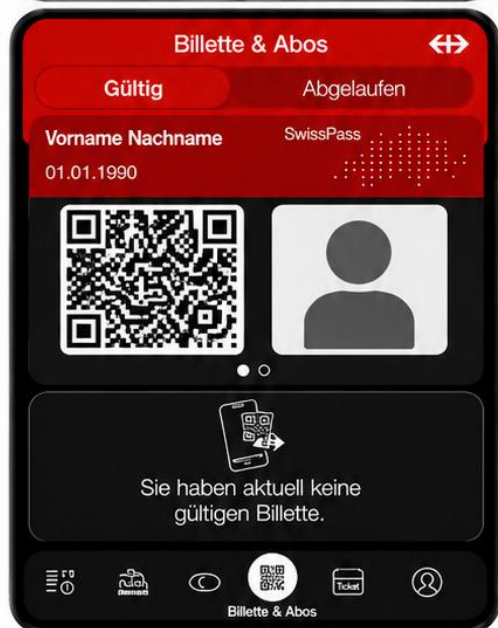 Billette & Abos
Gültig
Abgelaufen
Vorname Nachname
SwissPass
01.01.1990
Sie haben aktuell keine
gültigen Billette.
Ticket
Billette & Abos